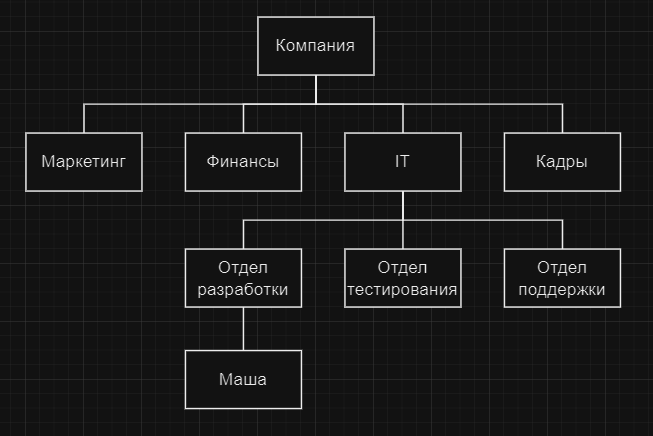 Компания
Маркетинг
Финансы
IT
Кадры
Отдел
разработки
Отдел
тестирования
Отдел
поддержки
Маша